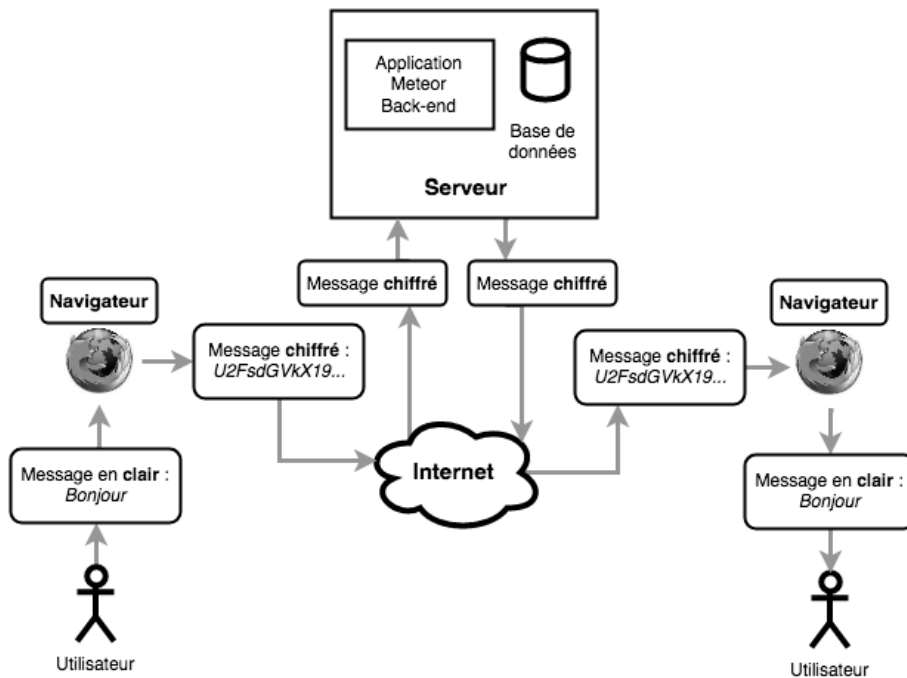 Application
Meteor
Back-end
Base de
données
Serveur
Message chiffré
Message chiffré
Navigateur
Navigateur
Message chiffré :
U2FsdGVkX19...
Message chiffré :
U2FsdGVkX19...
Message en clair :
Bonjour
Internet
Message en clair :
Bonjour
Utilisateur
Utilisateur